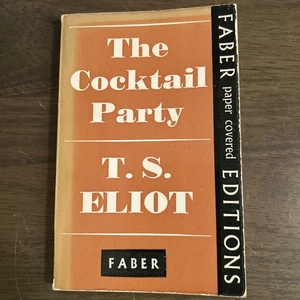 The
Cocktail
Party
T. S.
ELIOT
FABER
FABER paper covered EDITIONS